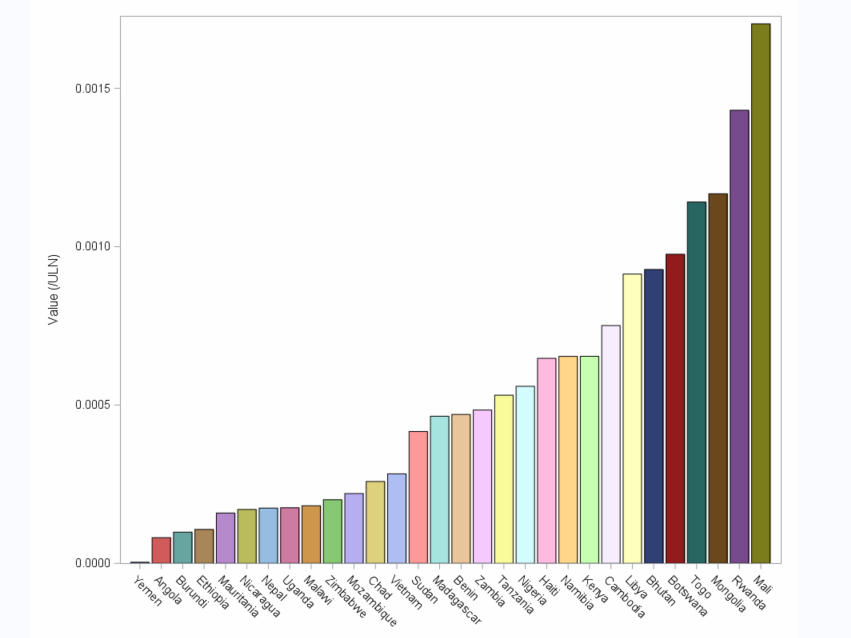 0.0015
0.0010
0.0005
0.0000
Value (/ULN)
Yemen
Angola
Burundi
Ethiopia
Mauritania
Nicaragua
Nepal
Uganda
Malawi
Zimbabwe
Mozambique
Chad
Vietnam
Sudan
Madagascar
Benin
Zambia
Tanzania
Nigeria
Haiti
Namibia
Kenya
Cambodia
Libya
Bhutan
Botswana
Togo
Mongolia
Rwanda
Mali